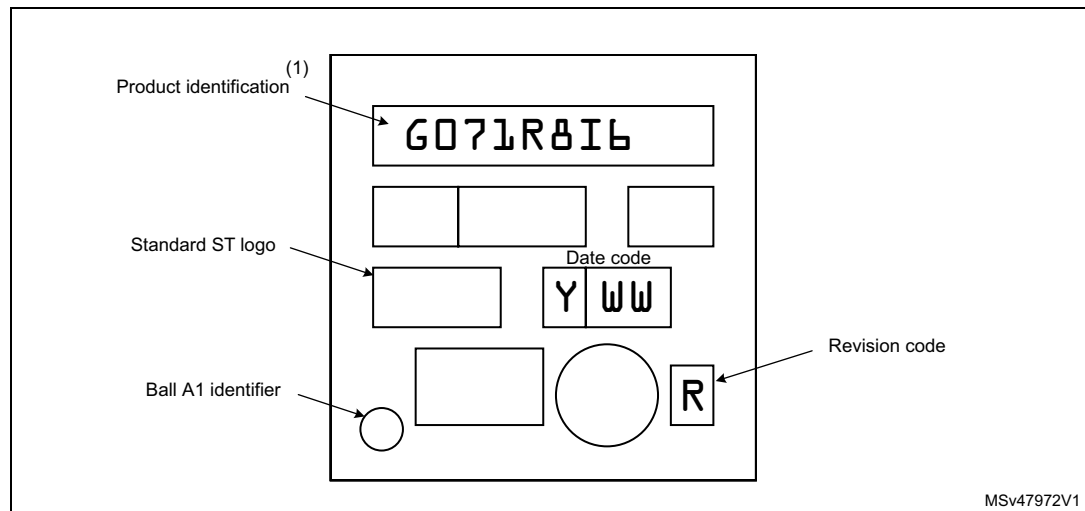 (1)
Product identification
G071R8I6
Standard ST logo
Date code
Y WW
Revision code
Ball A1 identifier
R
MSv47972V1